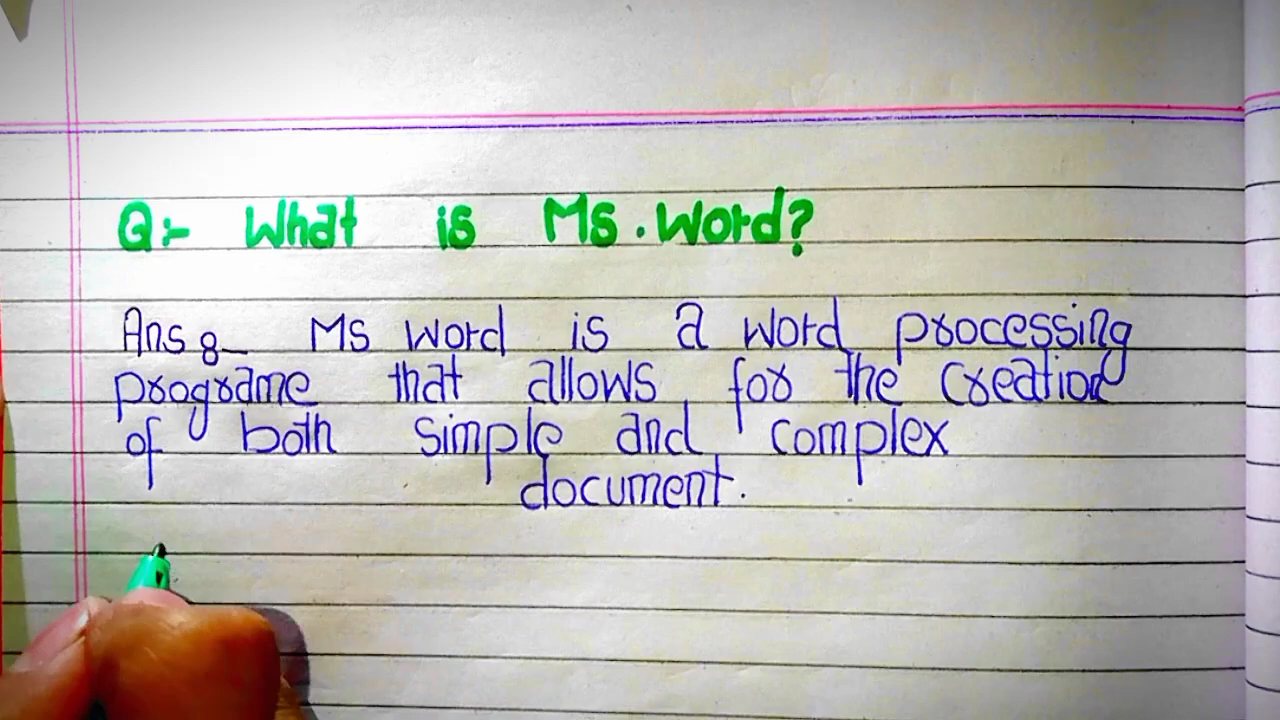 Q:- What is Ms. Word?
Ans :- Ms word is a word processing
programe that allows for the creation
of both simple and complex
document.